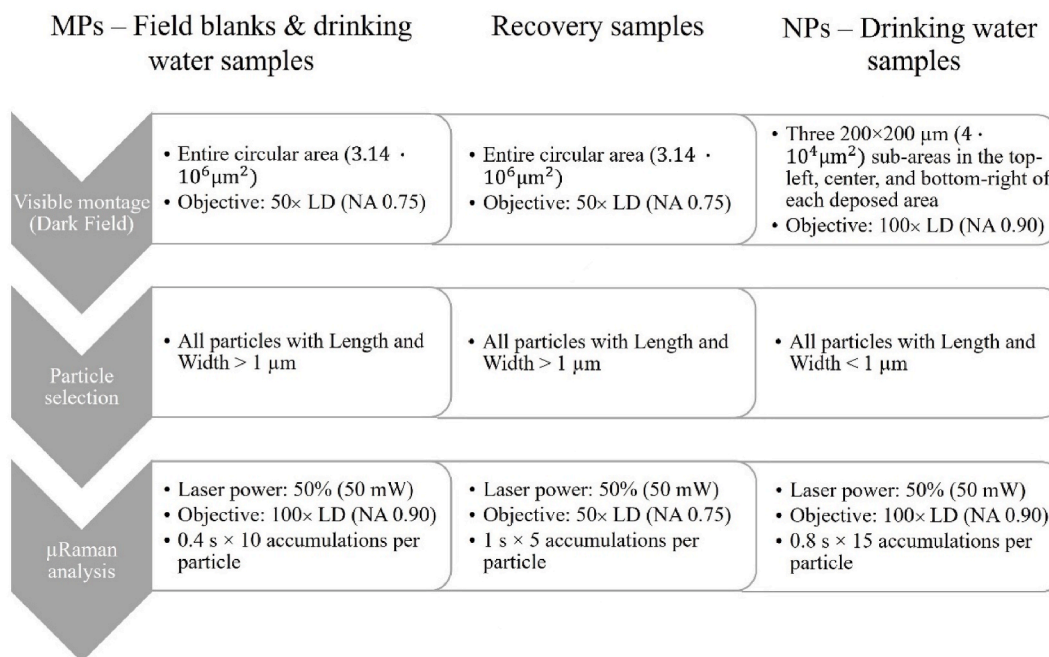 MPs – Field blanks & drinking
water samples
Recovery samples
NPs – Drinking water
samples
Visible montage
(Dark Field)
• Entire circular area (3.14 ·
10⁶μm²)
• Objective: 50× LD (NA 0.75)
• Entire circular area (3.14 ·
10⁶μm²)
• Objective: 50× LD (NA 0.75)
• Three 200×200 μm (4 ·
10⁴μm²) sub-areas in the top-
left, center, and bottom-right of
each deposed area
• Objective: 100× LD (NA 0.90)
Particle
selection
• All particles with Length and
Width > 1 μm
• All particles with Length and
Width > 1 μm
• All particles with Length and
Width < 1 μm
μRaman
analysis
• Laser power: 50% (50 mW)
• Objective: 100× LD (NA 0.90)
• 0.4 s × 10 accumulations per
particle
• Laser power: 50% (50 mW)
• Objective: 50× LD (NA 0.75)
• 1 s × 5 accumulations per
particle
• Laser power: 50% (50 mW)
• Objective: 100× LD (NA 0.90)
• 0.8 s × 15 accumulations per
particle